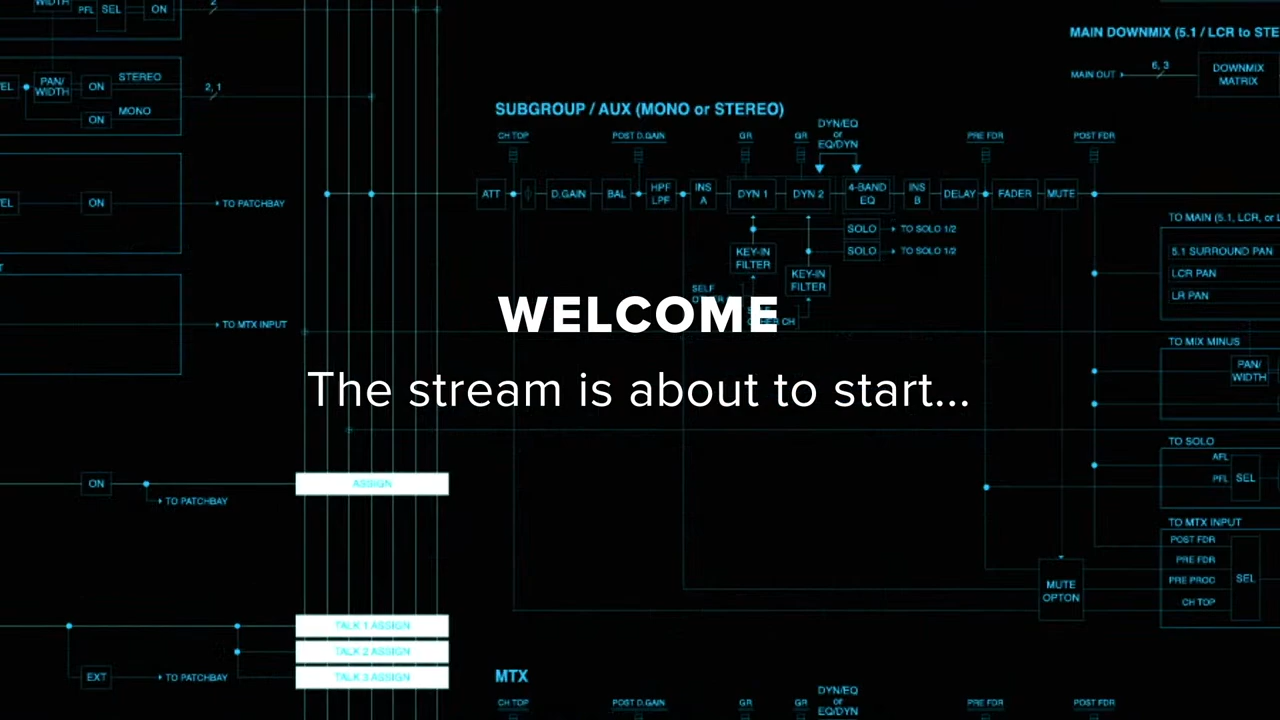 WIDTH
PFL
SEL
ON
2
MAIN DOWNMIX (5.1 / LCR to STE
MAIN OUT
6, 3
DOWNMIX
MATRIX
EL
PAN/
WIDTH
ON
STEREO
2, 1
ON
MONO
SUBGROUP / AUX (MONO or STEREO)
CH TOP
POST D.GAIN
GR
GR
DYN/EQ
or
EQ/DYN
PRE FDR
POST FDR
ATT
D.GAIN
BAL
HPF
LPF
INS
A
DYN 1
DYN 2
4-BAND
EQ
INS
B
DELAY
FADER
MUTE
EL
ON
TO PATCHBAY
SOLO
TO SOLO 1/2
SOLO
TO SOLO 1/2
KEY-IN
FILTER
KEY-IN
FILTER
SELF
CH
TO MAIN (5.1, LCR, or L
5.1 SURROUND PAN
LCR PAN
LR PAN
T
TO MTX INPUT
WELCOME
The stream is about to start...
TO MIX MINUS
PAN/
WIDTH
TO SOLO
AFL
PFL
SEL
ON
TO PATCHBAY
ASSIGN
TO MTX INPUT
POST FDR
PRE FDR
PRE PROC
CH TOP
SEL
MUTE
OPTON
TALK 1 ASSIGN
TALK 2 ASSIGN
TALK 3 ASSIGN
EXT
TO PATCHBAY
MTX
CH TOP
POST D.GAIN
GR
GR
DYN/EQ
or
EQ/DYN
PRE FDR
POST FDR